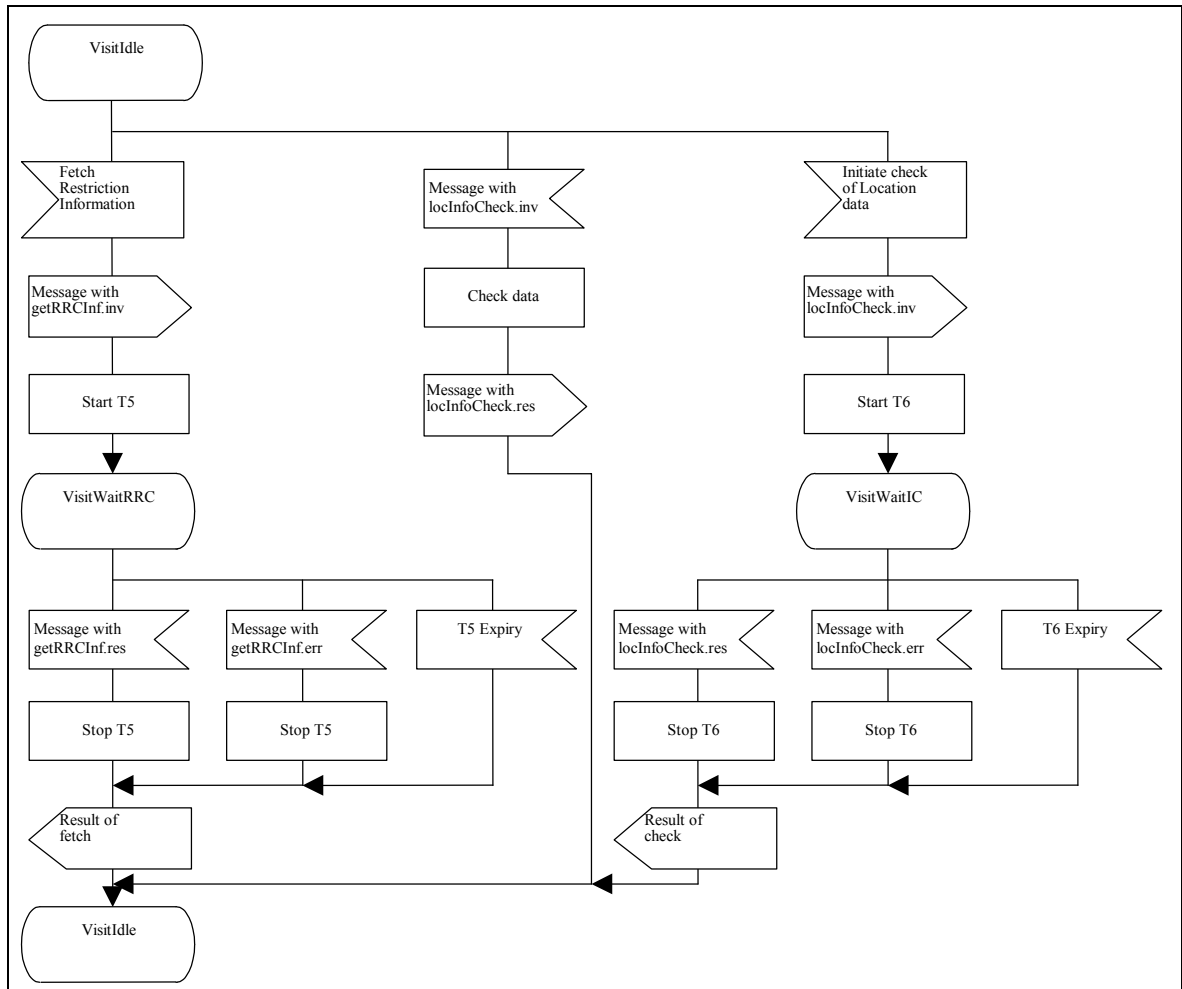 VisitIdle
Fetch
Restriction
Information
Message with
locInfoCheck.inv
Initiate check
of Location
data
Message with
getRRCInf.inv
Check data
Message with
locInfoCheck.inv
Start T5
Message with
locInfoCheck.res
Start T6
VisitWaitRRC
VisitWaitIC
Message with
getRRCInf.res
Message with
getRRCInf.err
T5 Expiry
Message with
locInfoCheck.res
Message with
locInfoCheck.err
T6 Expiry
Stop T5
Stop T5
Stop T6
Stop T6
Result of
fetch
Result of
check
VisitIdle